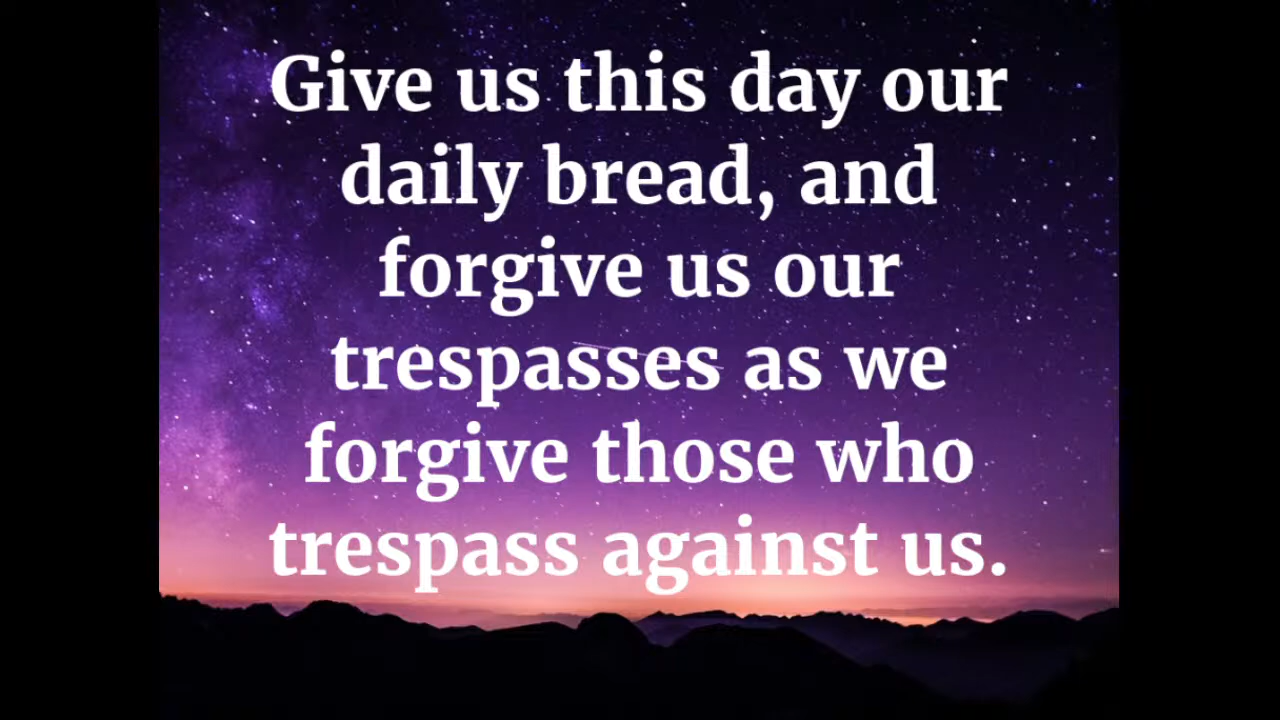 Give us this day our
daily bread, and
forgive us our
trespasses as we
forgive those who
trespass against us.